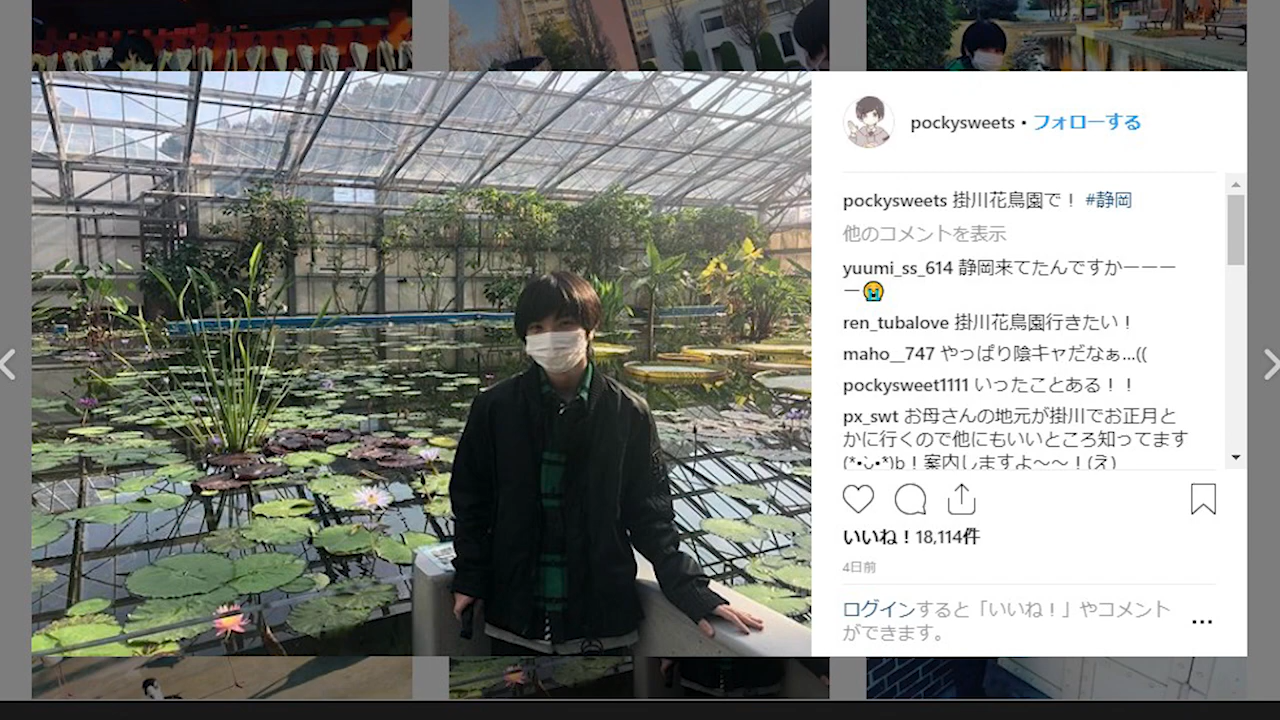 pockysweets • フォローする
pockysweets 掛川花鳥園で！ #静岡
他のコメントを表示
yuumi_ss_614 静岡来てたんですかーーー
ー😭
ren_tubalove 掛川花鳥園行きたい！
maho__747 やっぱり陰キャだなぁ...((
pockysweet1111 いったことある！！
px_swt お母さんの地元が掛川でお正月と
かに行くので他にもいいところ知ってます
(*•ᴗ•*)b！案内しますよ〜〜！(え)
いいね！18,114件
4日前
ログインすると「いいね！」やコメント
ができます。